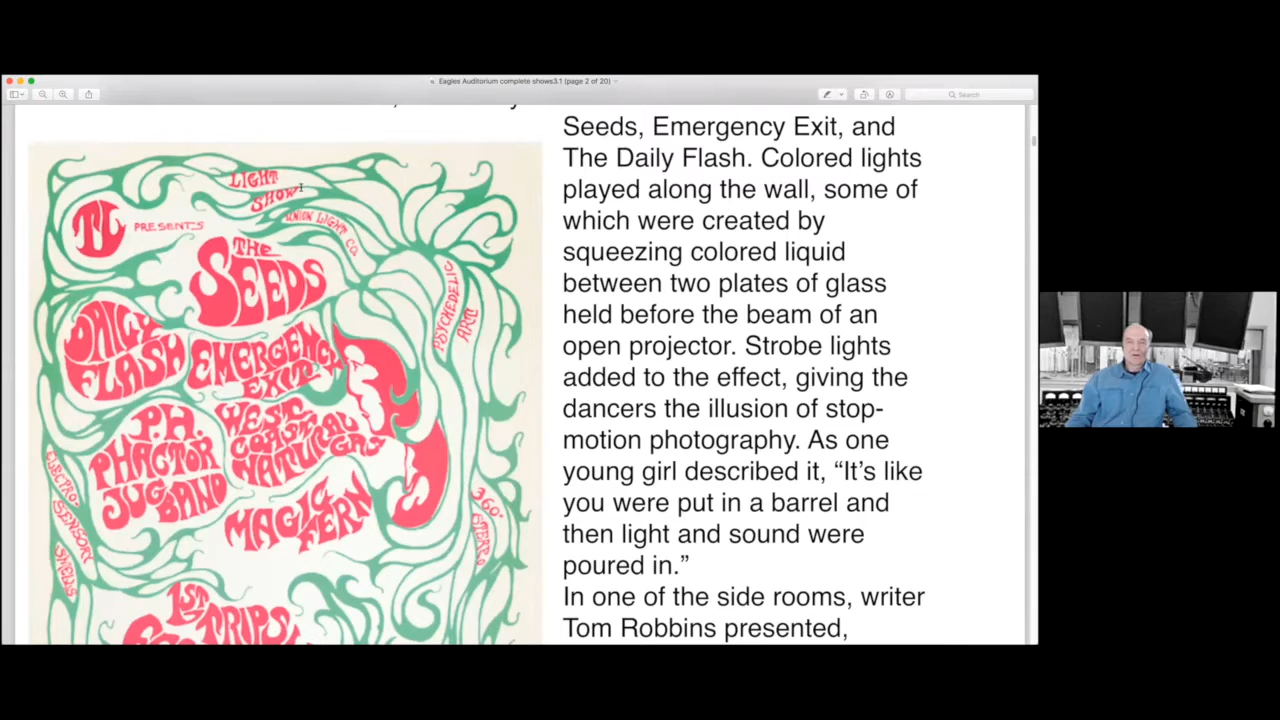 Eagles Auditorium complete shows3.1 (page 2 of 20)
Search
LIGHT
SHOW
UNION LIGHT CO.
TL
PRESENTS
THE
SEEDS
PSYCHEDELIC
ART
DAILY
FLASH
EMERGENCY
EXIT
P.H.
PHACTOR
JUG BAND
WEST
COAST
NATURAL
GAS
MAGIC
FERN
ELECTRO-
SENSORY
SMELLS
360°
STEREO
1ST
TRIPS
Seeds, Emergency Exit, and
The Daily Flash. Colored lights
played along the wall, some of
which were created by
squeezing colored liquid
between two plates of glass
held before the beam of an
open projector. Strobe lights
added to the effect, giving the
dancers the illusion of stop-
motion photography. As one
young girl described it, “It’s like
you were put in a barrel and
then light and sound were
poured in.”
In one of the side rooms, writer
Tom Robbins presented,